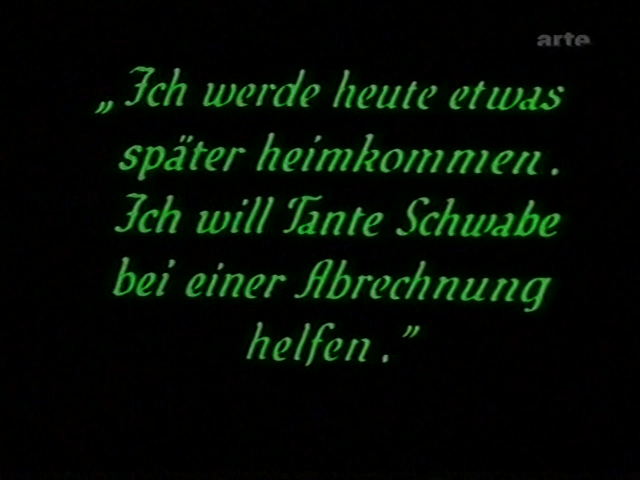 arte
„Ich werde heute etwas
später heimkommen.
Ich will Tante Schwabe
bei einer Abrechnung
helfen.”